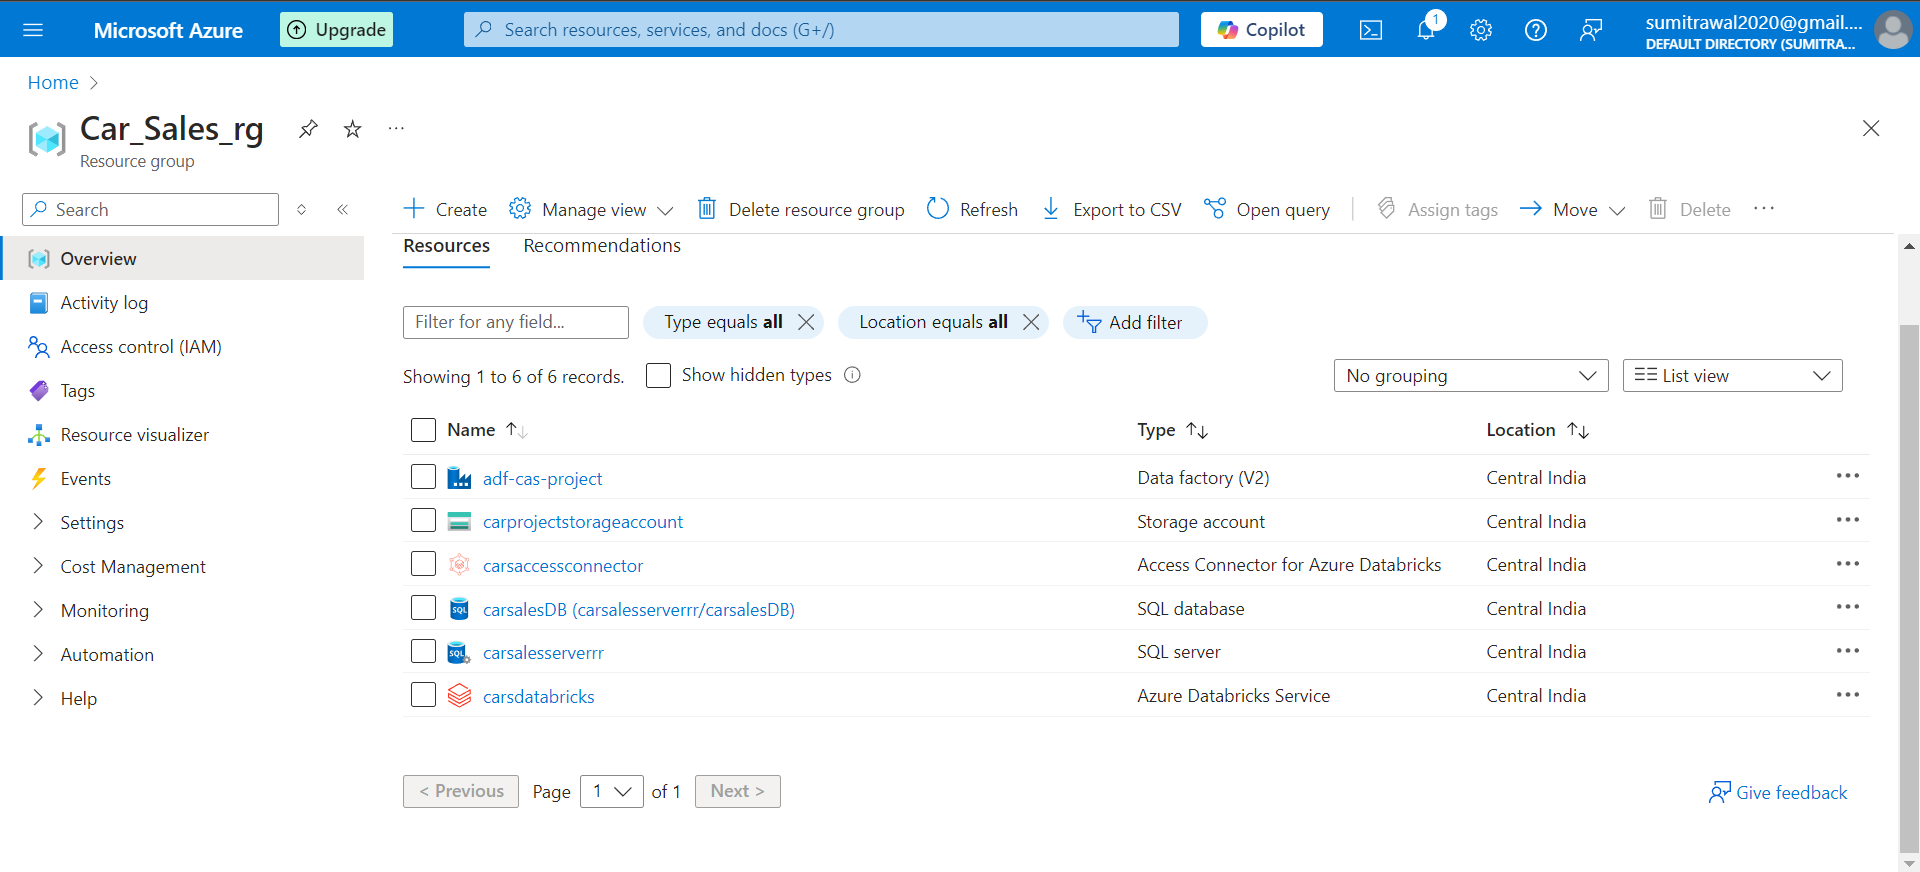 Microsoft Azure
Upgrade
Search resources, services, and docs (G+/)
Copilot
1
sumitrawal2020@gmail....
DEFAULT DIRECTORY (SUMITRA...
Home
Car_Sales_rg
Resource group
Search
Create
Manage view
Delete resource group
Refresh
Export to CSV
Open query
Assign tags
Move
Delete
Overview
Activity log
Access control (IAM)
Tags
Resource visualizer
Events
Settings
Cost Management
Monitoring
Automation
Help
Resources Recommendations
Filter for any field...
Type equals all
Location equals all
Add filter
Showing 1 to 6 of 6 records.
Show hidden types
No grouping
List view
Name Type Location
adf-cas-project Data factory (V2) Central India
carprojectstorageaccount Storage account Central India
carsaccessconnector Access Connector for Azure Databricks Central India
SQL carsalesDB (carsalesserverrr/carsalesDB) SQL database Central India
SQL carsalesserverrr SQL server Central India
carsdatabricks Azure Databricks Service Central India
< Previous Page 1 of 1 Next >
Give feedback